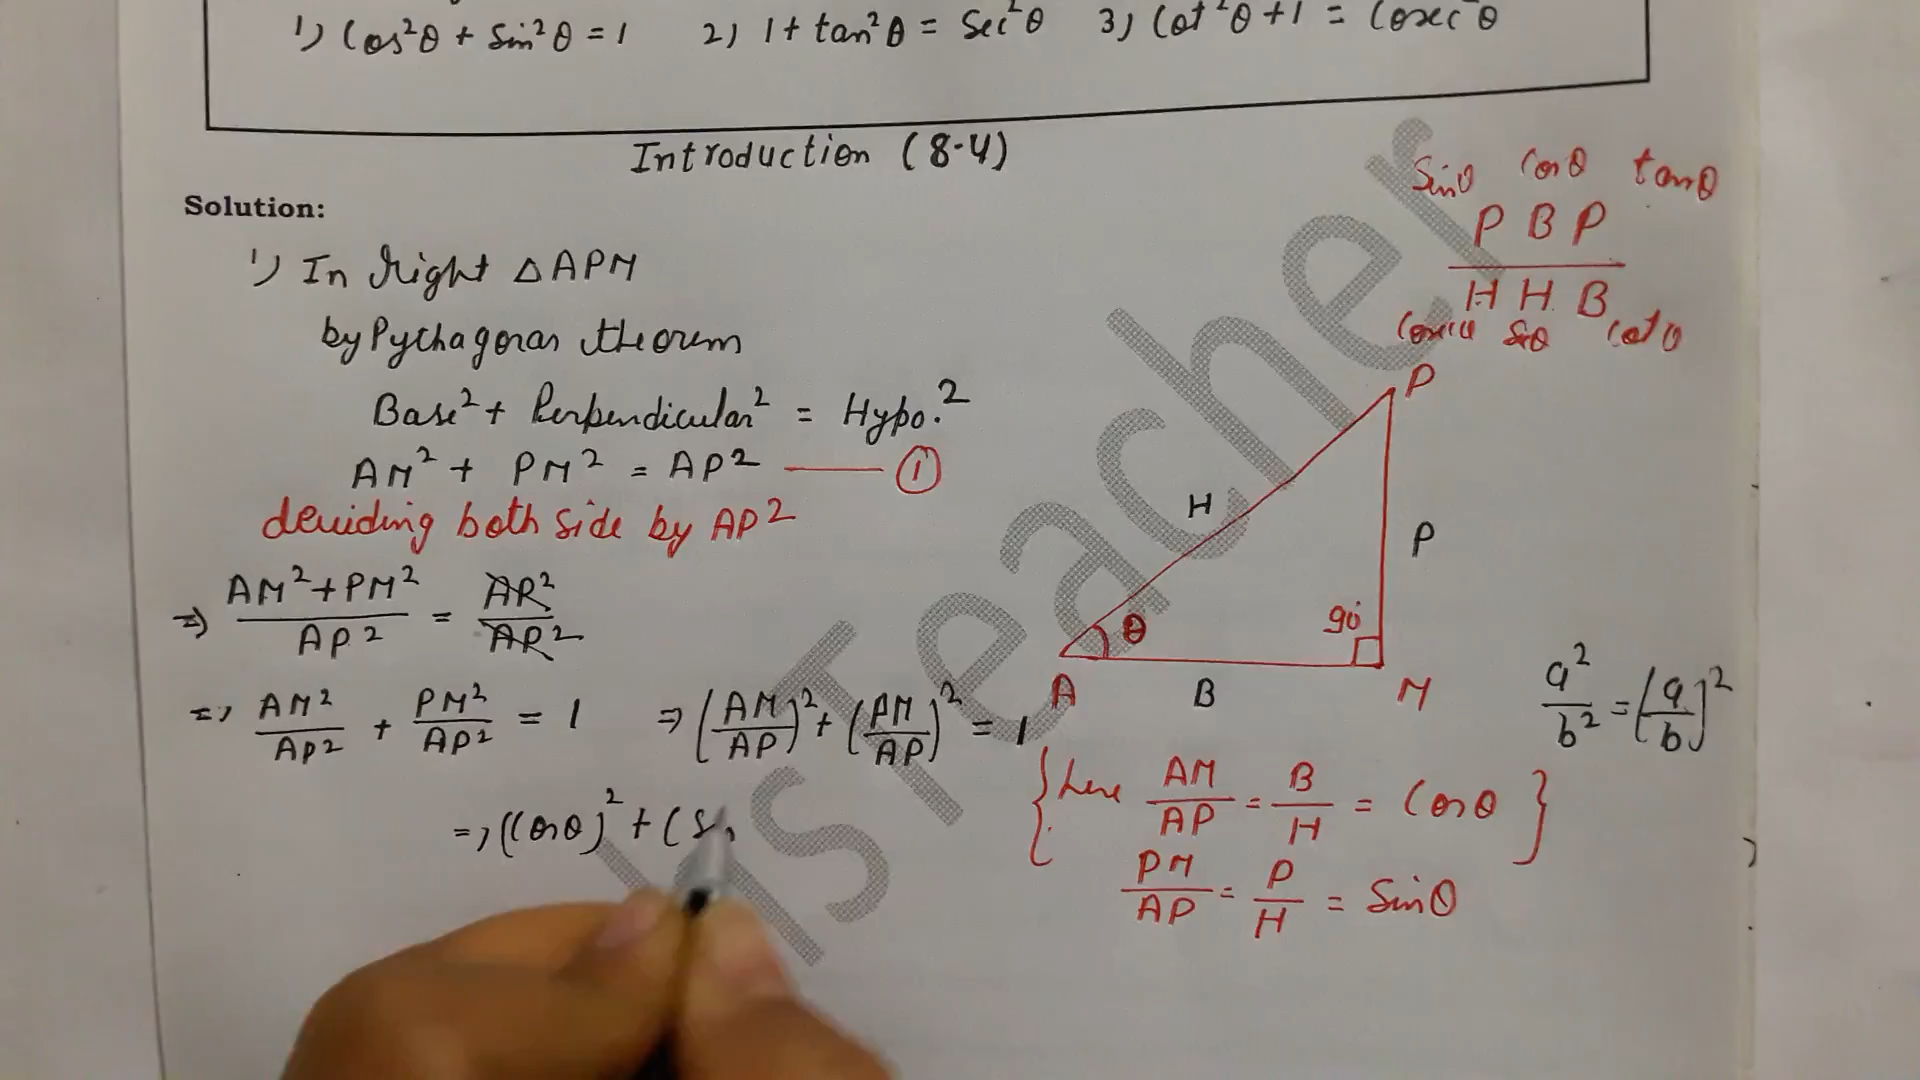 1) Cos²θ + Sin²θ = 1 2) 1 + tan²θ = Sec²θ 3) Cot²θ + 1 = Cosec²θ
Introduction (8.4)
Solution:
1) In Right △APM
by Pythagoras theorem
Base² + Perpendicular² = Hypo.²
AM² + PM² = AP² —— ①
deviding both side by AP²
=> (AM² + PM²)/AP² = AP²/AP²
=> AM²/AP² + PM²/AP² = 1 => (AM/AP)² + (PM/AP)² = 1
=> (Cosθ)² + (S
Sinθ Cosθ tanθ
P B P
H H B
cotθ
P
H
P
θ
90°
A B M
a²/b² = (a/b)²
{here AM/AP = B/H = Cosθ}
PM/AP = P/H = Sinθ
isTeacher